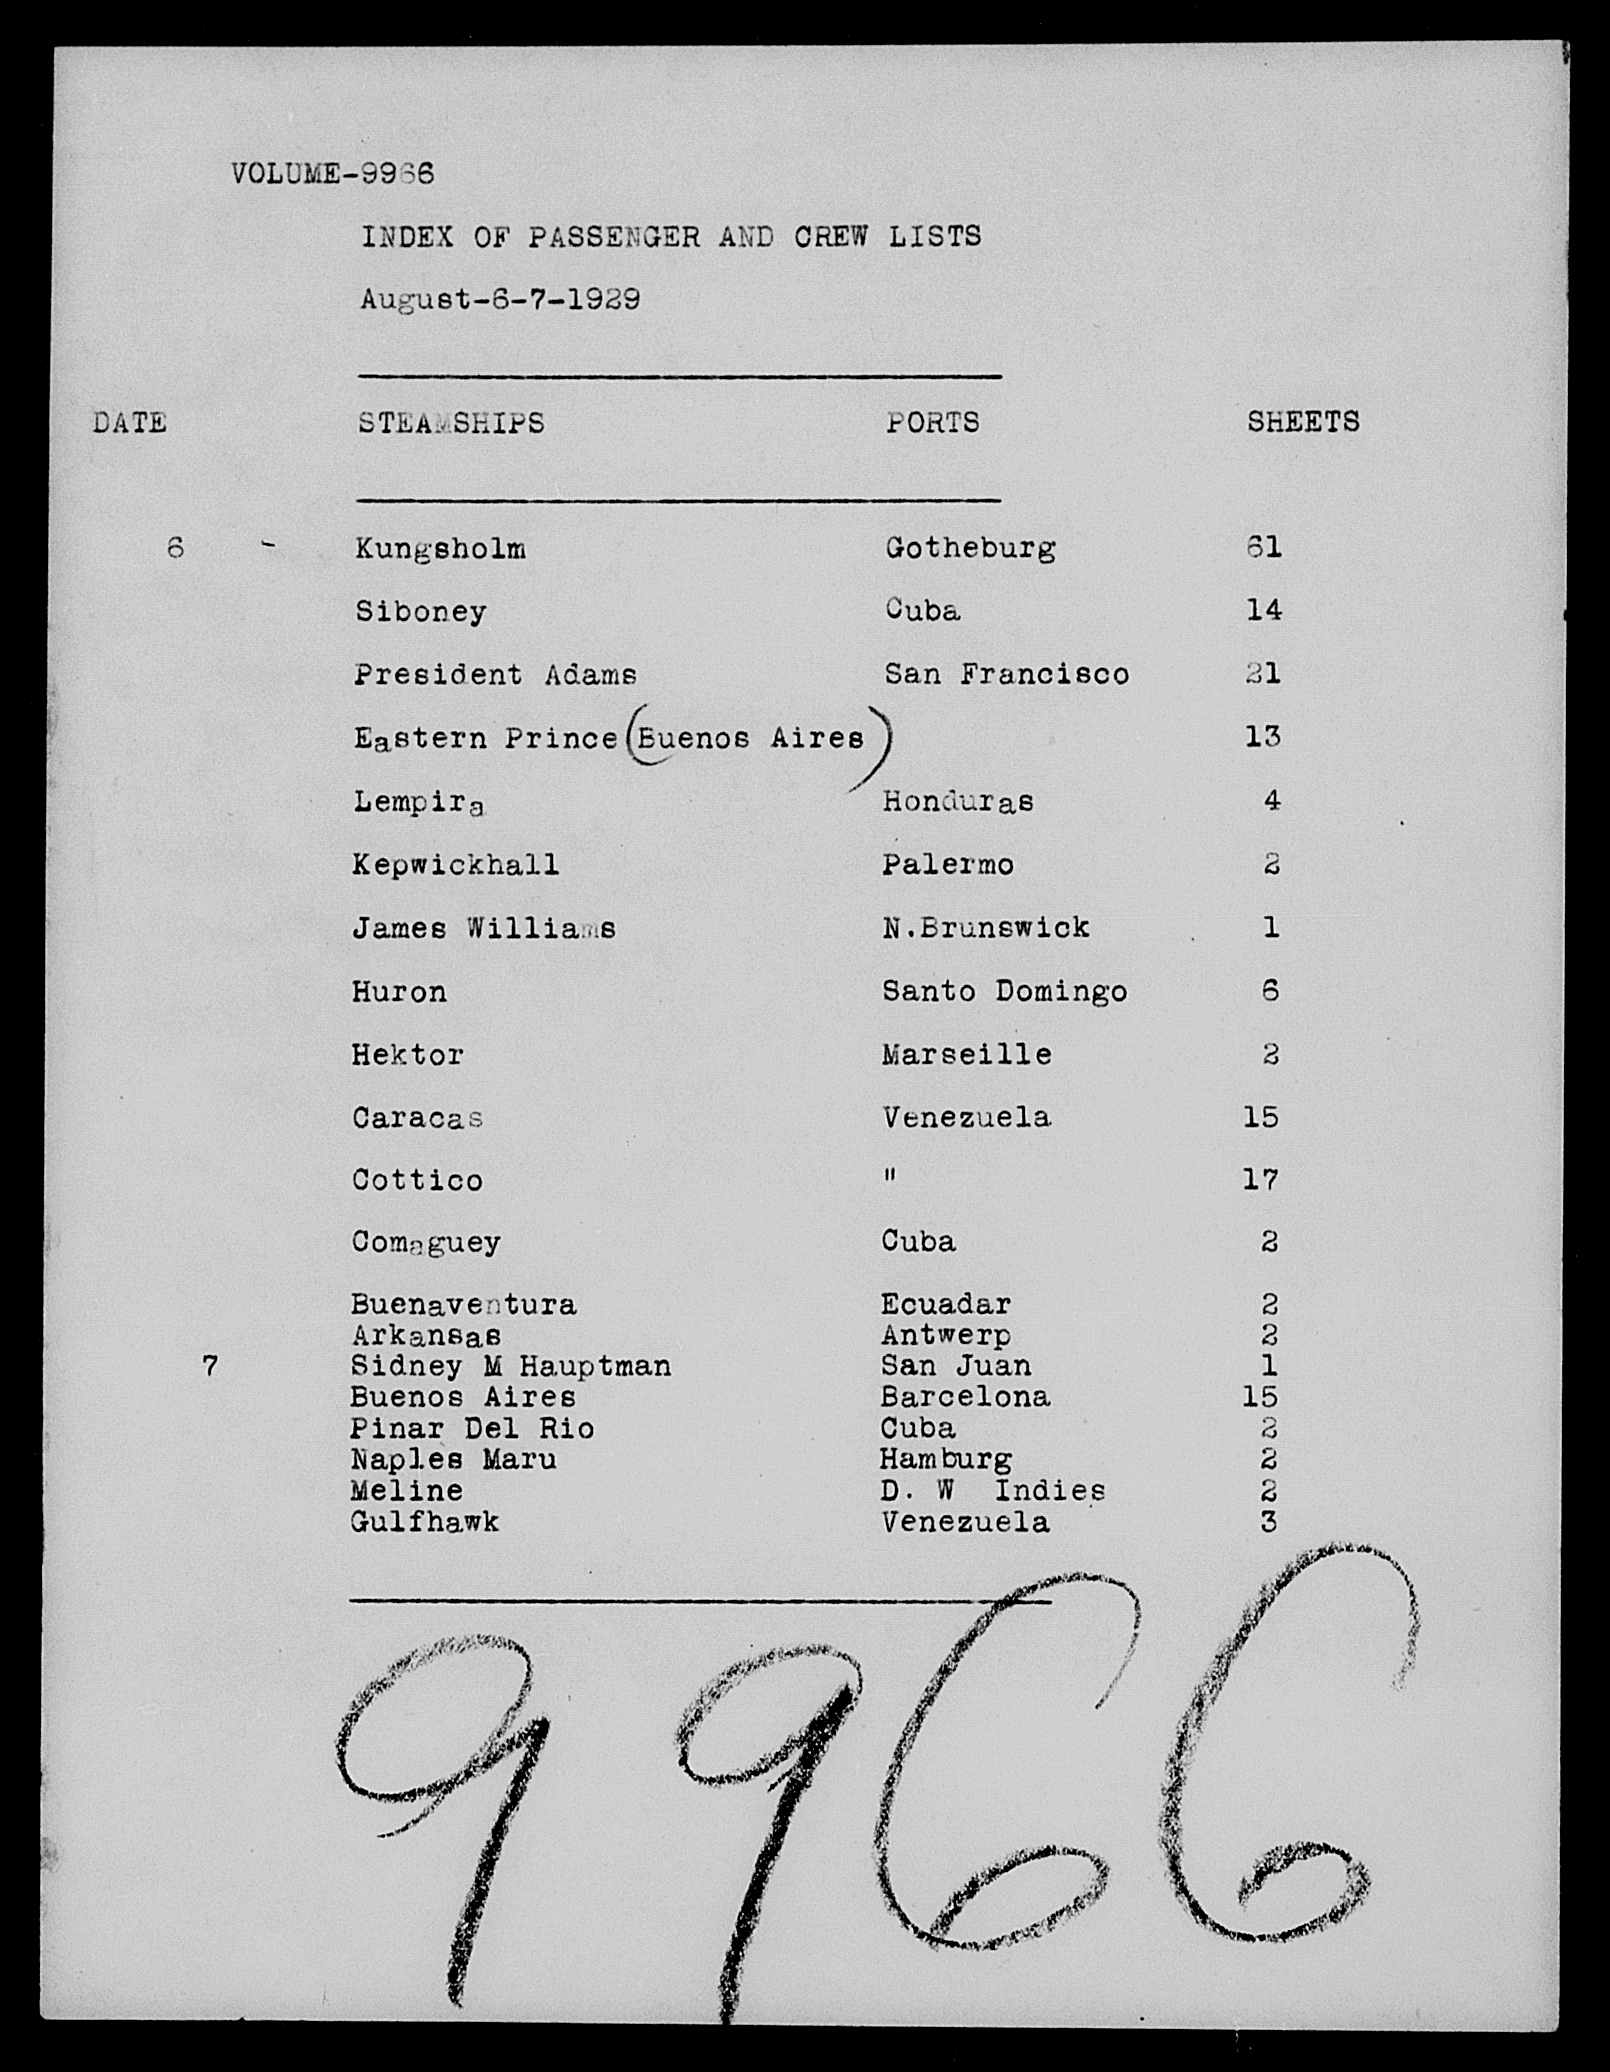 VOLUME-9966
INDEX OF PASSENGER AND CREW LISTS
August-6-7-1929
DATE STEAMSHIPS PORTS SHEETS
6 - Kungsholm Gotheburg 61
Siboney Cuba 14
President Adams San Francisco 21
Eastern Prince (Buenos Aires) 13
Lempira Honduras 4
Kepwickhall Palermo 2
James Williams N.Brunswick 1
Huron Santo Domingo 6
Hektor Marseille 2
Caracas Venezuela 15
Cottico " 17
Comaguey Cuba 2
Buenaventura Ecuadar 2
Arkansas Antwerp 2
7 Sidney M Hauptman San Juan 1
Buenos Aires Barcelona 15
Pinar Del Rio Cuba 2
Naples Maru Hamburg 2
Meline D. W Indies 2
Gulfhawk Venezuela 3
9966